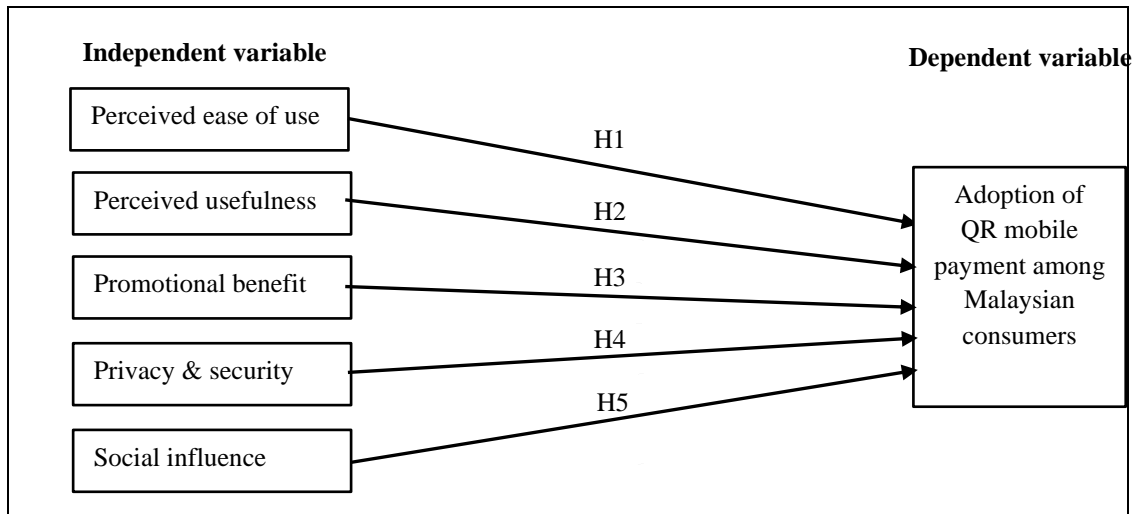 Independent variable
Dependent variable
Perceived ease of use
H1
Perceived usefulness
H2
Promotional benefit
H3
Privacy & security
H4
Social influence
H5
Adoption of
QR mobile
payment among
Malaysian
consumers